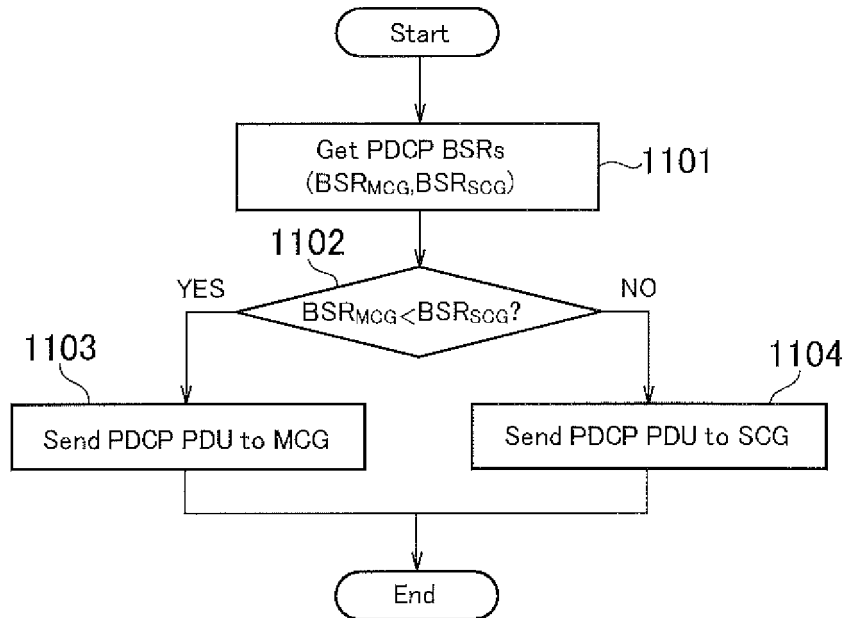 Start
Get PDCP BSRs
(BSRMCG,BSRSCG)
1101
1102
YES
BSRMCG<BSRSCG?
NO
1103
1104
Send PDCP PDU to MCG
Send PDCP PDU to SCG
End